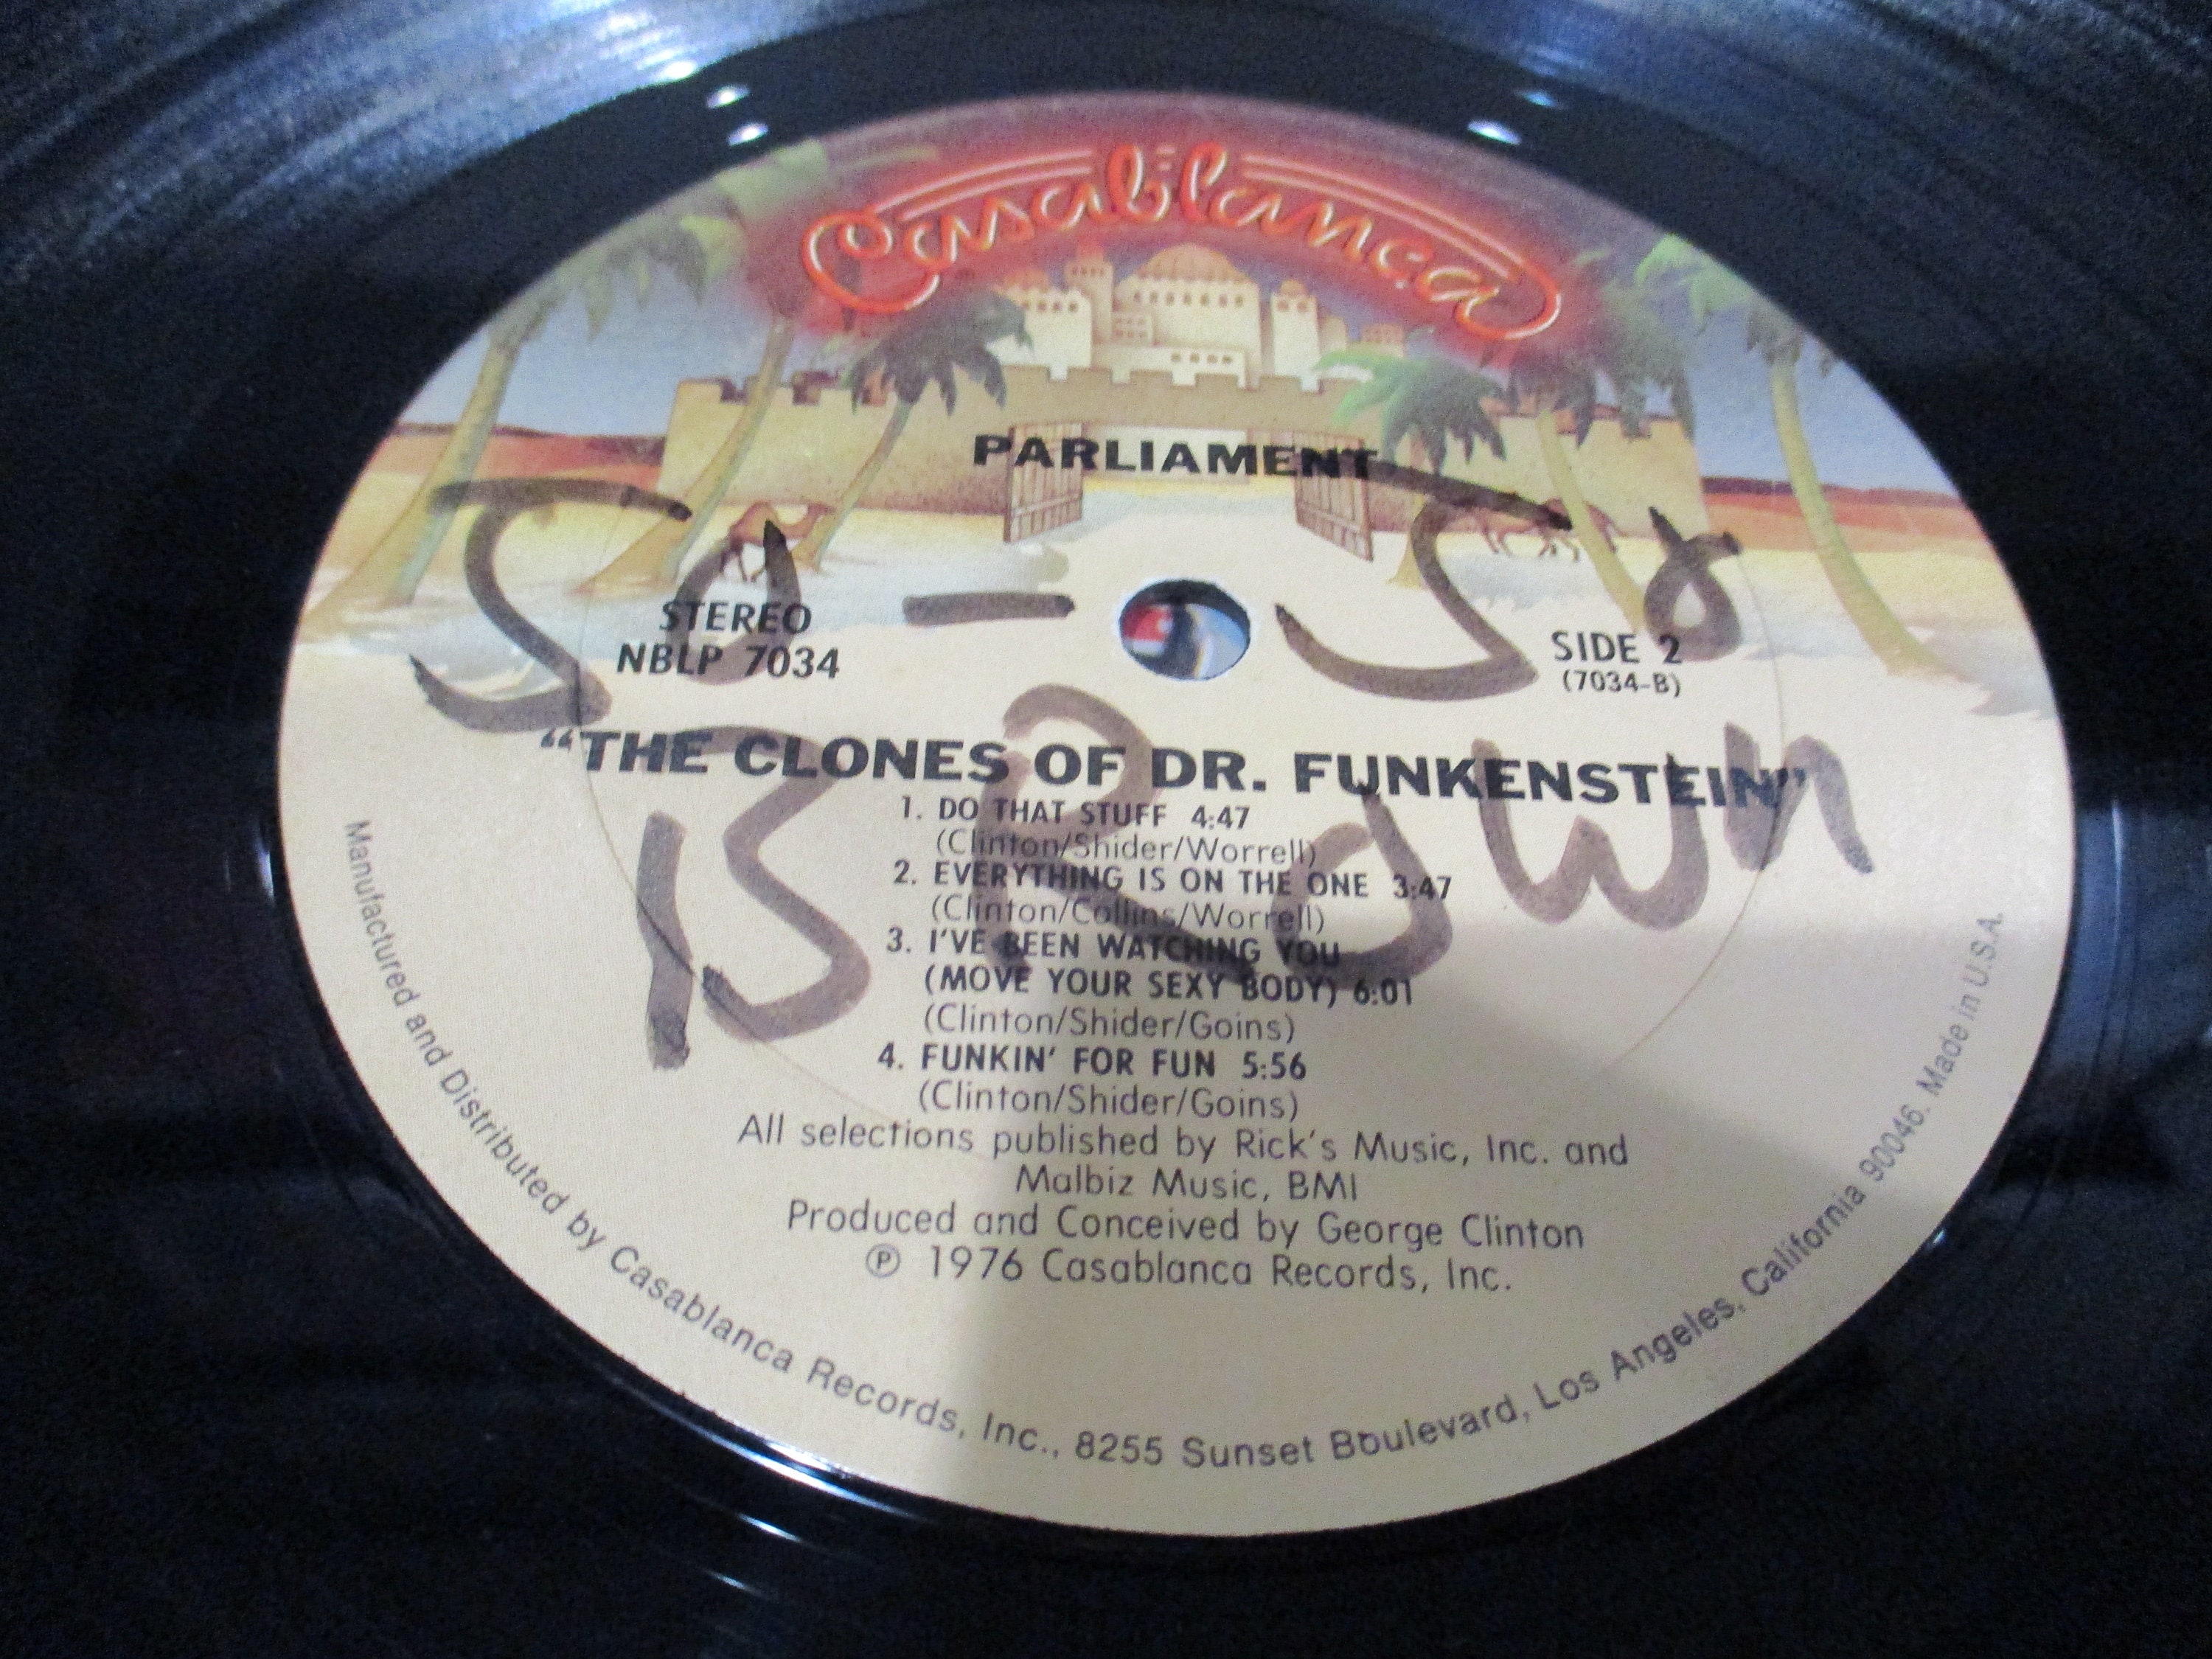 Casablanca
PARLIAMENT
So-So
STEREO
NBLP 7034
SIDE 2
(7034-B)
BRown
"THE CLONES OF DR. FUNKENSTEIN"
1. DO THAT STUFF 4:47
(Clinton/Shider/Worrell)
2. EVERYTHING IS ON THE ONE 3:47
(Clinton/Collins/Worrell)
3. I'VE BEEN WATCHING YOU
(MOVE YOUR SEXY BODY) 6:01
(Clinton/Shider/Goins)
4. FUNKIN' FOR FUN 5:56
(Clinton/Shider/Goins)
All selections published by Rick's Music, Inc. and
Malbiz Music, BMI
Produced and Conceived by George Clinton
℗ 1976 Casablanca Records, Inc.
Manufactured and Distributed by Casablanca Records, Inc., 8255 Sunset Boulevard, Los Angeles, California 90046. Made in U.S.A.